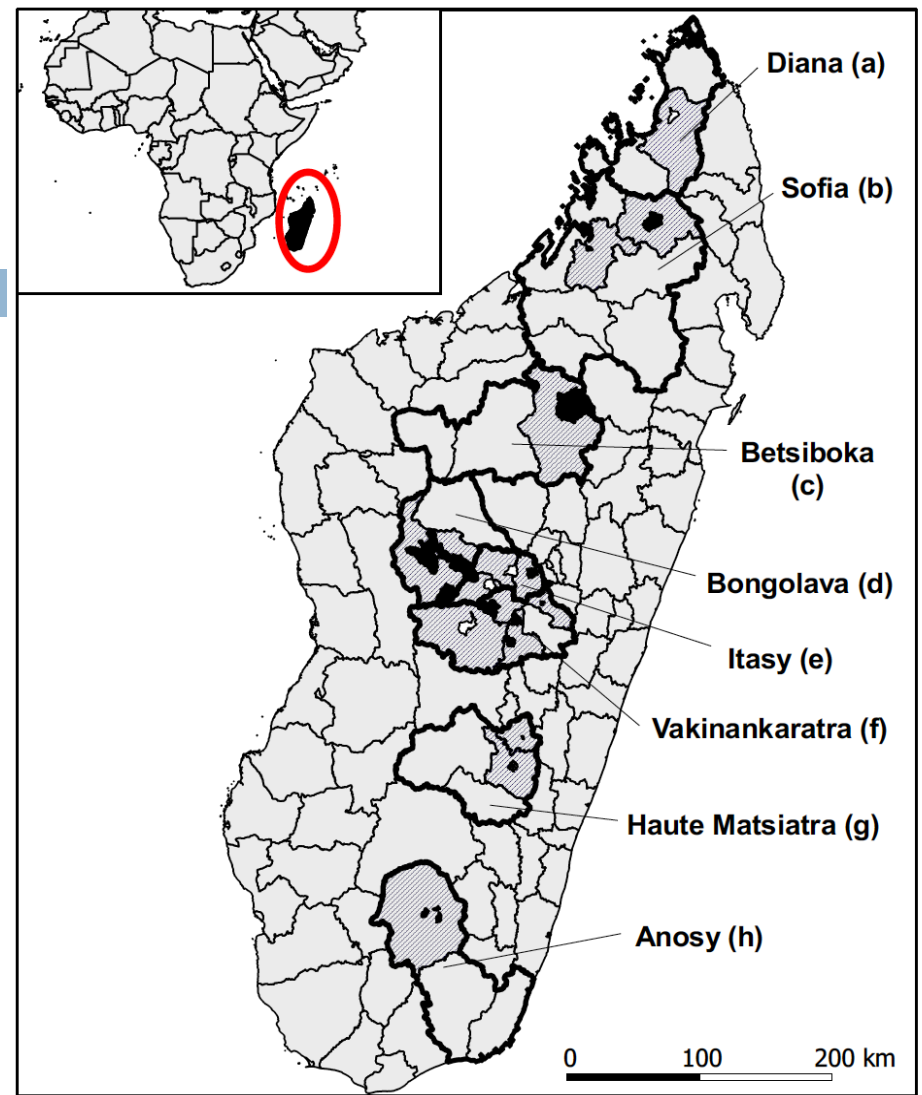 Diana (a)
Sofia (b)
Betsiboka
(c)
Bongolava (d)
Itasy (e)
Vakinankaratra (f)
Haute Matsiatra (g)
Anosy (h)
0 100 200 km